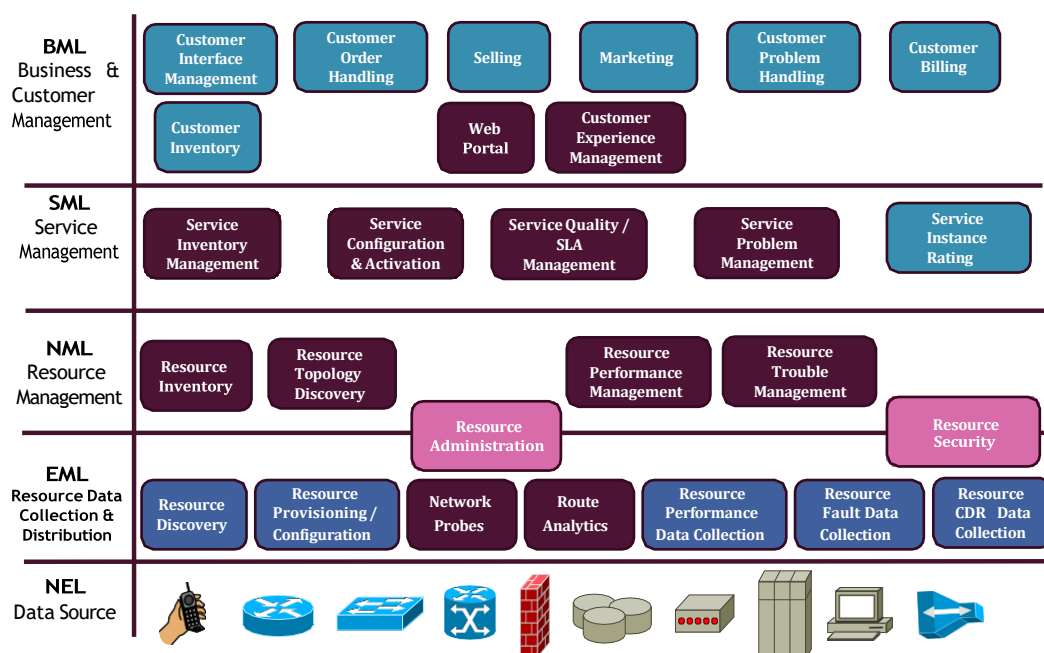 BML
Business &
Customer
Management
Customer
Interface
Management
Customer
Order
Handling
Selling
Marketing
Customer
Problem
Handling
Customer
Billing
Customer
Inventory
Web
Portal
Customer
Experience
Management
SML
Service
Management
Service
Inventory
Management
Service
Configuration
& Activation
Service Quality /
SLA
Management
Service
Problem
Management
Service
Instance
Rating
NML
Resource
Management
Resource
Inventory
Resource
Topology
Discovery
Resource
Performance
Management
Resource
Trouble
Management
Resource
Administration
Resource
Security
EML
Resource Data
Collection &
Distribution
Resource
Discovery
Resource
Provisioning /
Configuration
Network
Probes
Route
Analytics
Resource
Performance
Data Collection
Resource
Fault Data
Collection
Resource
CDR Data
Collection
NEL
Data Source